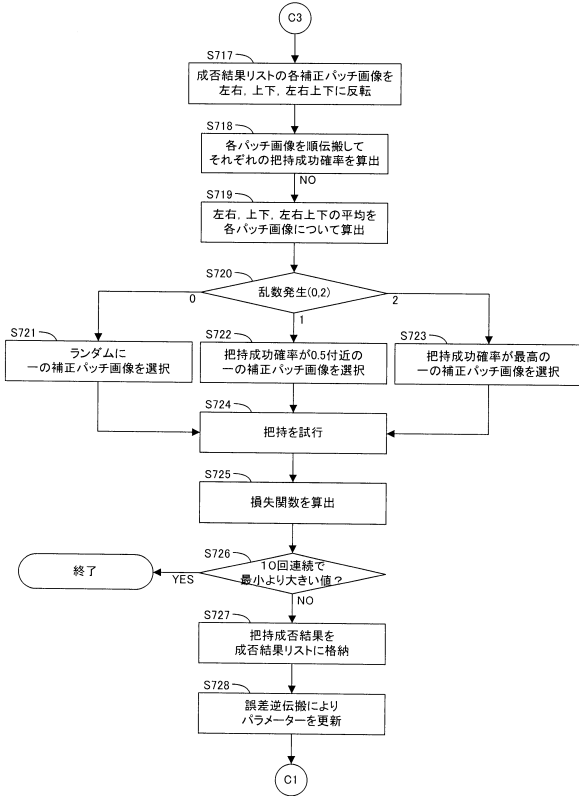 C3
S717
成否結果リストの各補正パッチ画像を
左右，上下，左右上下に反転
S718
各パッチ画像を順伝搬して
それぞれの把持成功確率を算出
NO
S719
左右，上下，左右上下の平均を
各パッチ画像について算出
S720
乱数発生(0,2)
0
1
2
S721
ランダムに
一の補正パッチ画像を選択
S722
把持成功確率が0.5付近の
一の補正パッチ画像を選択
S723
把持成功確率が最高の
一の補正パッチ画像を選択
S724
把持を試行
S725
損失関数を算出
S726
10回連続で
最小より大きい値？
YES
終了
NO
S727
把持成否結果を
成否結果リストに格納
S728
誤差逆伝搬により
パラメーターを更新
C1